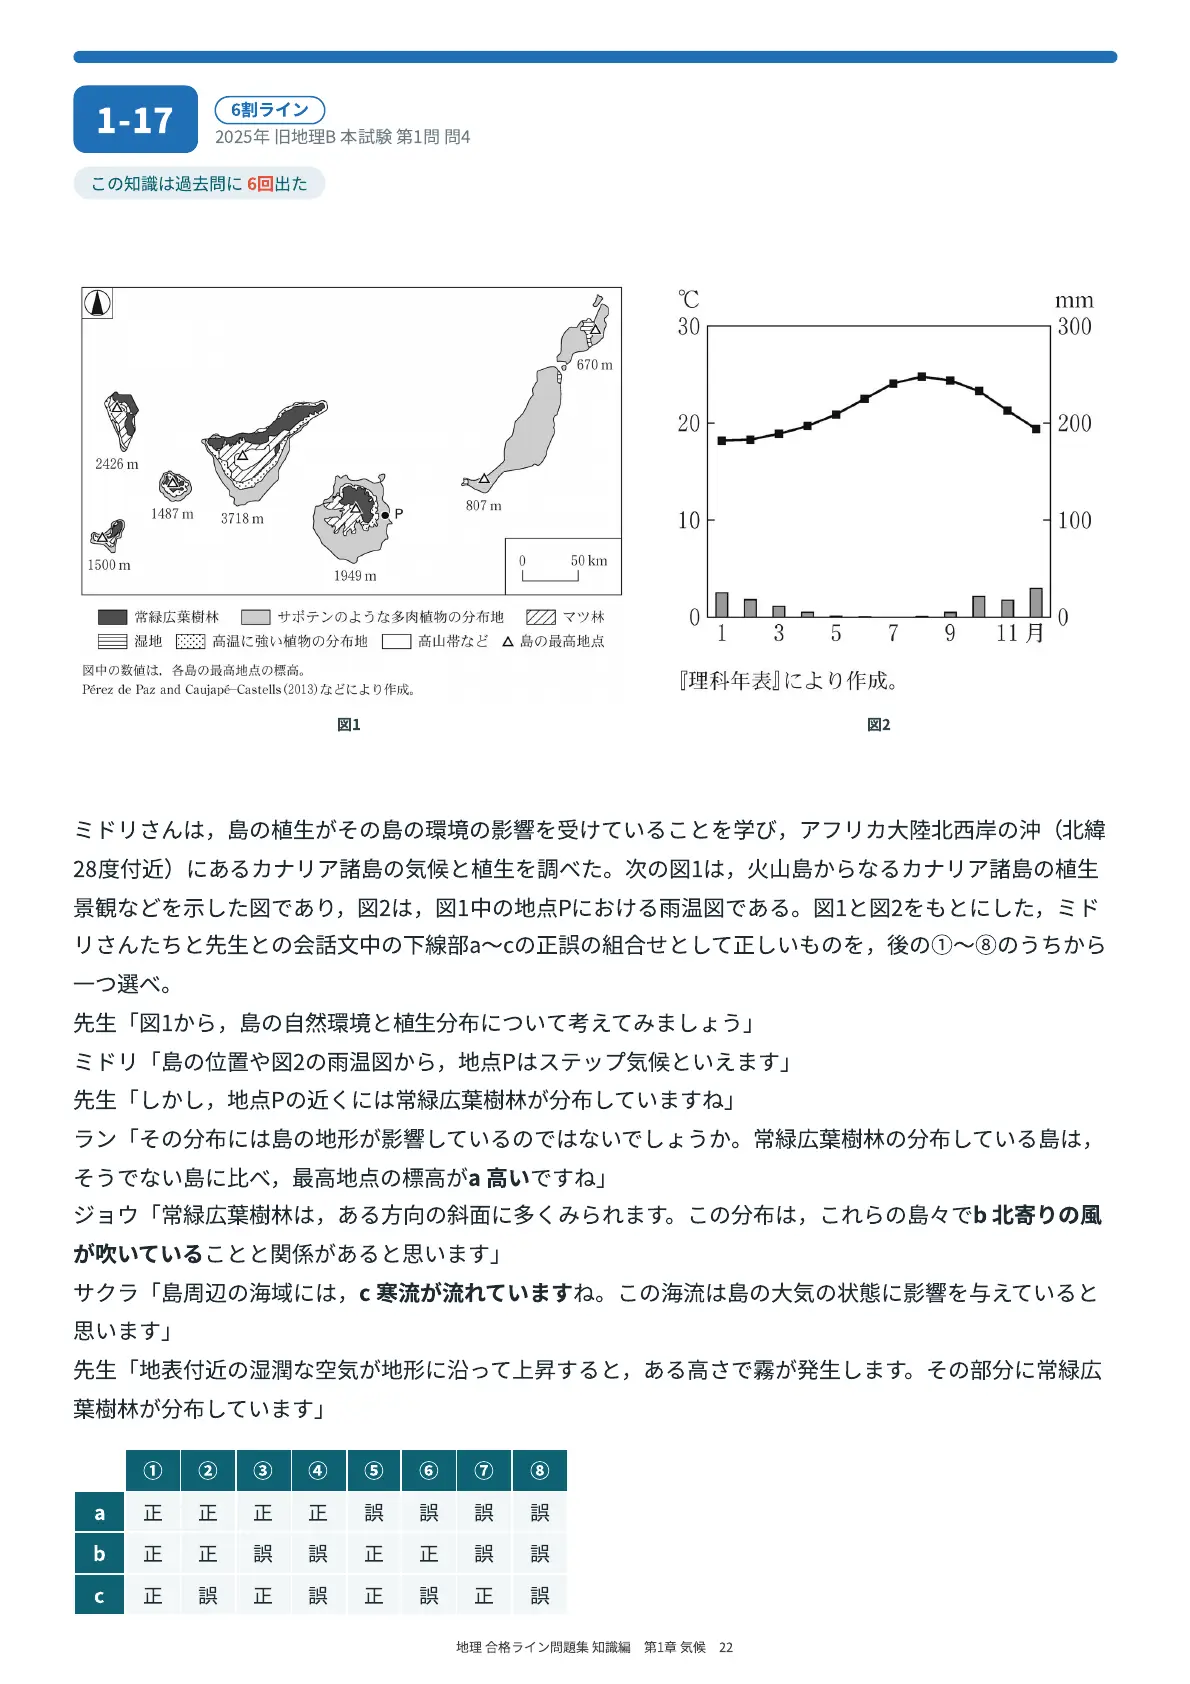 1-17
6割ライン
2025年 旧地理B 本試験 第1問 問4
この知識は過去問に 6回出た
670 m
2426 m
1487 m
3718 m
P
807 m
1500 m
1949 m
0 50 km
常緑広葉樹林 サボテンのような多肉植物の分布地 マツ林
湿地 高温に強い植物の分布地 高山帯など △ 島の最高地点
図中の数値は，各島の最高地点の標高。
Pérez de Paz and Caujapé-Castells(2013)などにより作成。
図1
℃ mm
30 300
20 200
10 100
0 0
1 3 5 7 9 11 月
『理科年表』により作成。
図2
ミドリさんは，島の植生がその島の環境の影響を受けていることを学び，アフリカ大陸北西岸の沖（北緯
28度付近）にあるカナリア諸島の気候と植生を調べた。次の図1は，火山島からなるカナリア諸島の植生
景観などを示した図であり，図2は，図1中の地点Pにおける雨温図である。図1と図2をもとにした，ミド
リさんたちと先生との会話文中の下線部a～cの正誤の組合せとして正しいものを，後の①～⑧のうちから
一つ選べ。
先生「図1から，島の自然環境と植生分布について考えてみましょう」
ミドリ「島の位置や図2の雨温図から，地点Pはステップ気候といえます」
先生「しかし，地点Pの近くには常緑広葉樹林が分布していますね」
ラン「その分布には島の地形が影響しているのではないでしょうか。常緑広葉樹林の分布している島は，
そうでない島に比べ，最高地点の標高がa 高いですね」
ジョウ「常緑広葉樹林は，ある方向の斜面に多くみられます。この分布は，これらの島々でb 北寄りの風
が吹いていることと関係があると思います」
サクラ「島周辺の海域には，c 寒流が流れていますね。この海流は島の大気の状態に影響を与えていると
思います」
先生「地表付近の湿潤な空気が地形に沿って上昇すると，ある高さで霧が発生します。その部分に常緑広
葉樹林が分布しています」
① ② ③ ④ ⑤ ⑥ ⑦ ⑧
a 正 正 正 正 誤 誤 誤 誤
b 正 正 誤 誤 正 正 誤 誤
c 正 誤 正 誤 正 誤 正 誤
地理 合格ライン問題集 知識編 第1章 気候 22